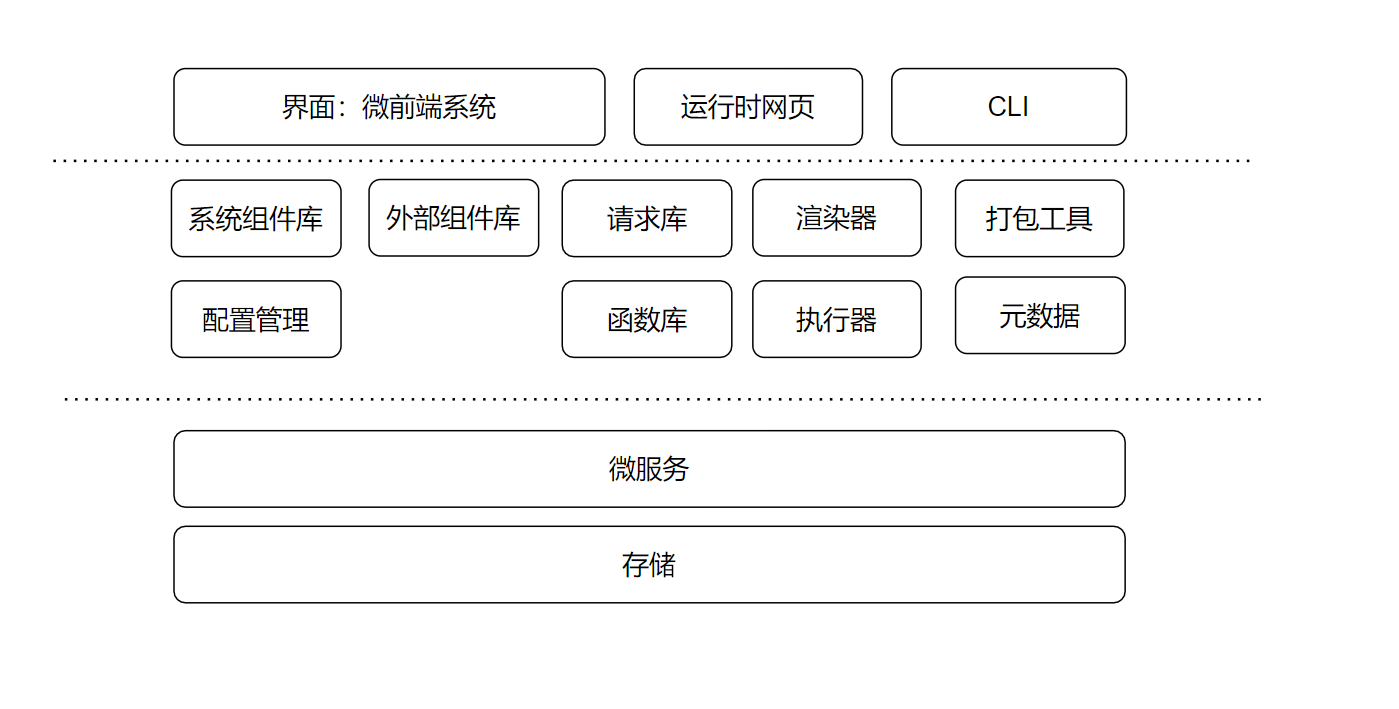 界面：微前端系统
运行时网页
CLI
系统组件库
外部组件库
请求库
渲染器
打包工具
配置管理
函数库
执行器
元数据
微服务
存储